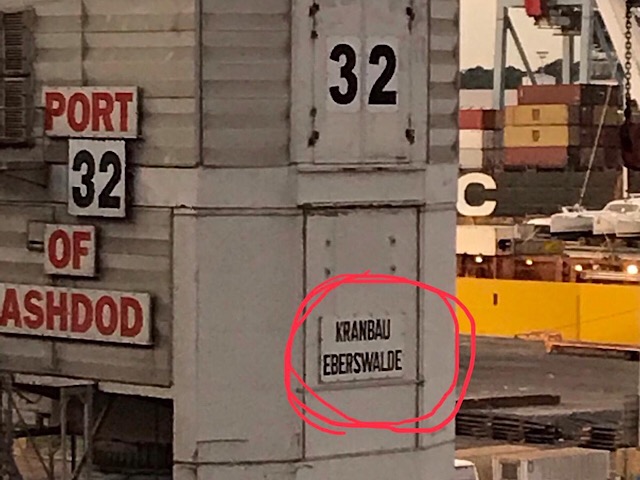 PORT
32
OF
ASHDOD
32
KRANBAU
EBERSWALDE
C